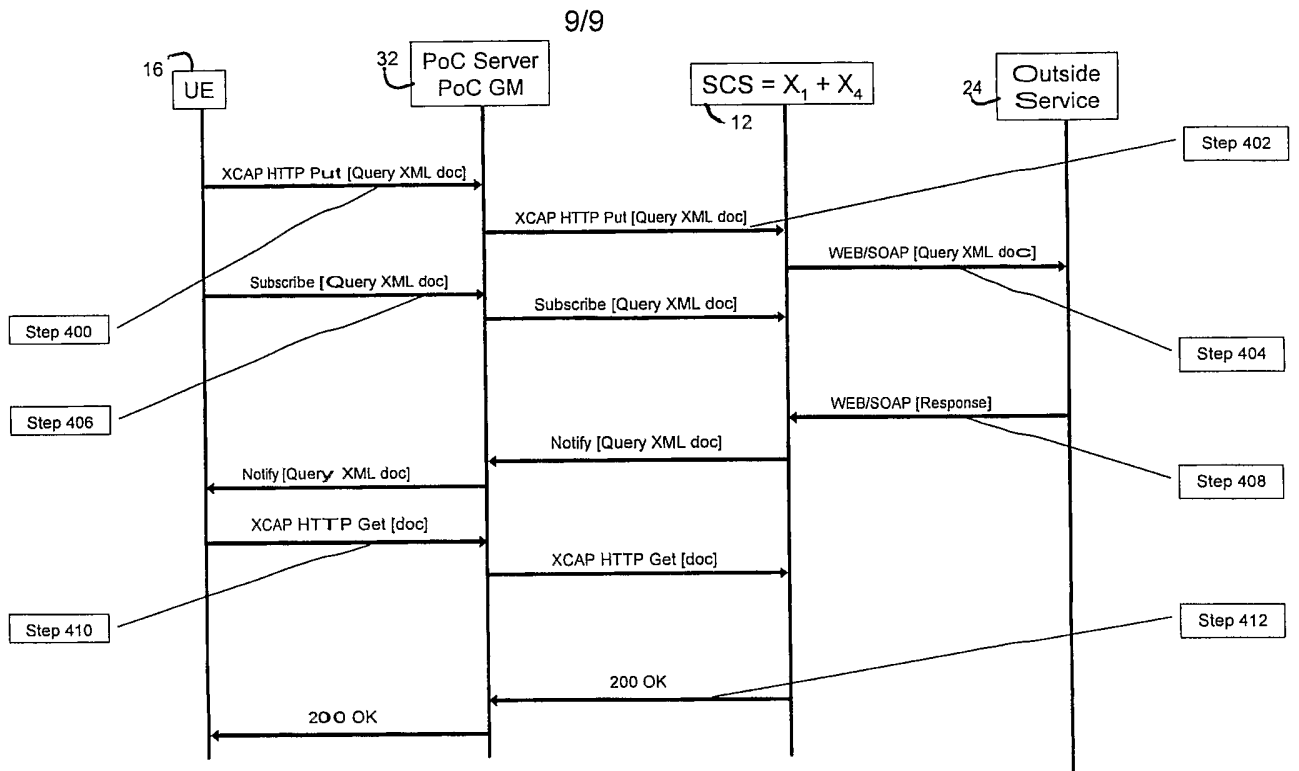 9/9
16
UE
32
PoC Server
PoC GM
SCS = X1 + X4
12
24
Outside
Service
Step 402
XCAP HTTP Put [Query XML doc]
XCAP HTTP Put [Query XML doc]
WEB/SOAP [Query XML doc]
Subscribe [Query XML doc]
Subscribe [Query XML doc]
Step 400
Step 404
Step 406
WEB/SOAP [Response]
Notify [Query XML doc]
Notify [Query XML doc]
Step 408
XCAP HTTP Get [doc]
XCAP HTTP Get [doc]
Step 410
Step 412
200 OK
200 OK